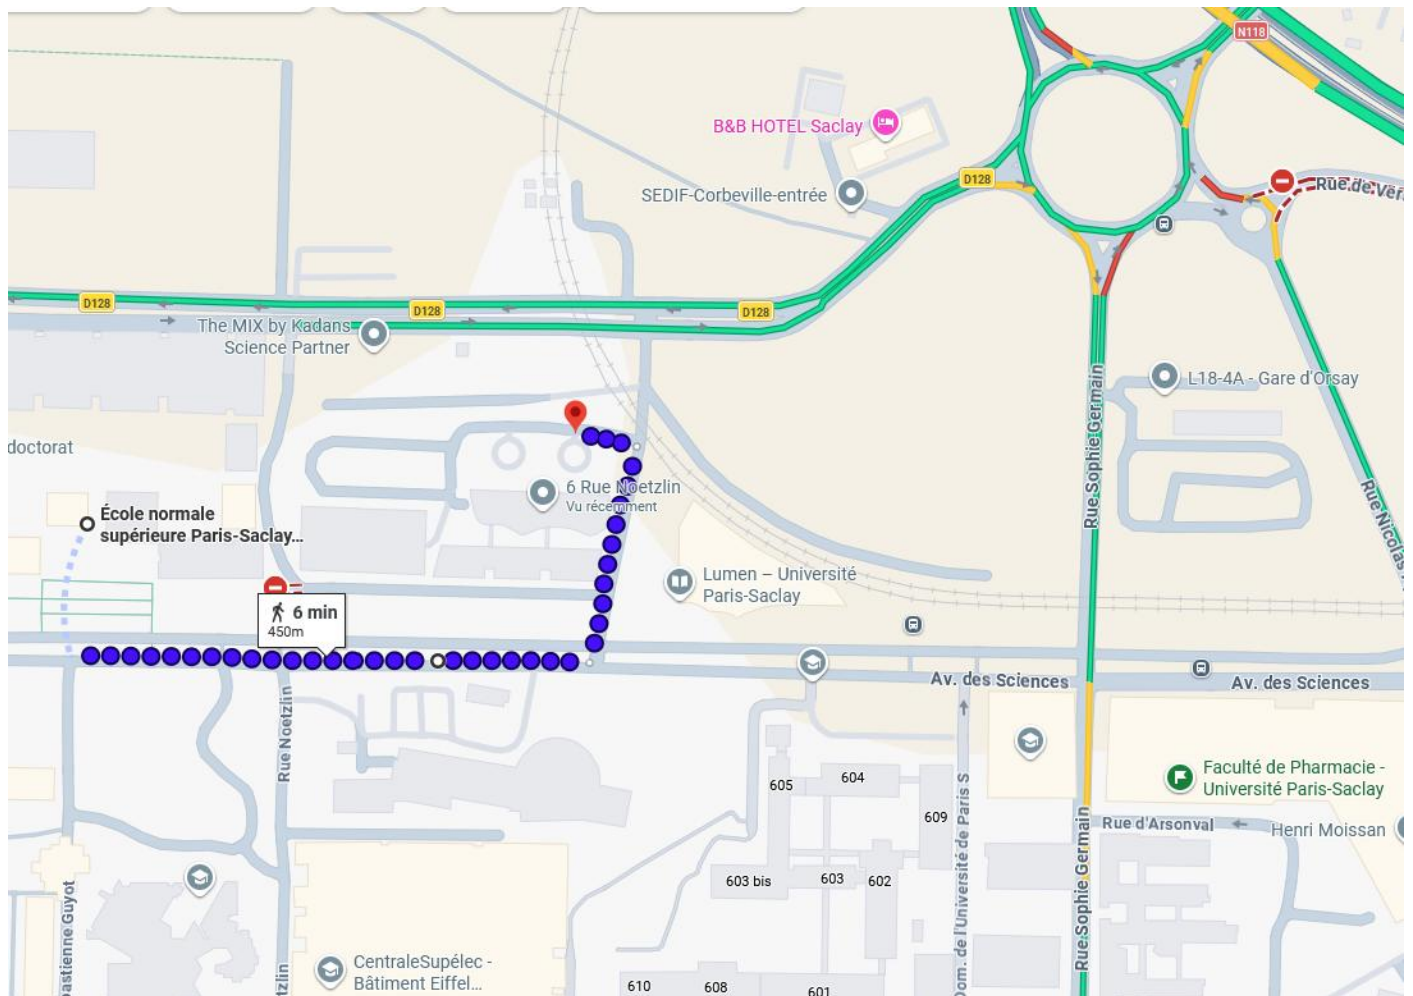 N118
B&B HOTEL Saclay
D128
SEDIF-Corbeville-entrée
D128
D128
D128
The MIX by Kadans
Science Partner
L18-4A - Gare d'Orsay
Rue Sophie Germain
doctorat
6 Rue Noetzlin
Vu récemment
École normale
supérieure Paris-Saclay...
Lumen – Université
Paris-Saclay
6 min
450m
Av. des Sciences
Av. des Sciences
Rue Noetzlin
605
604
609
Faculté de Pharmacie -
Université Paris-Saclay
Rue d'Arsonval
Henri Moissan
603 bis
603
602
Rue Sophie Germain
Dom. de l'Université de Paris S
CentraleSupélec -
Bâtiment Eiffel...
610
608
601